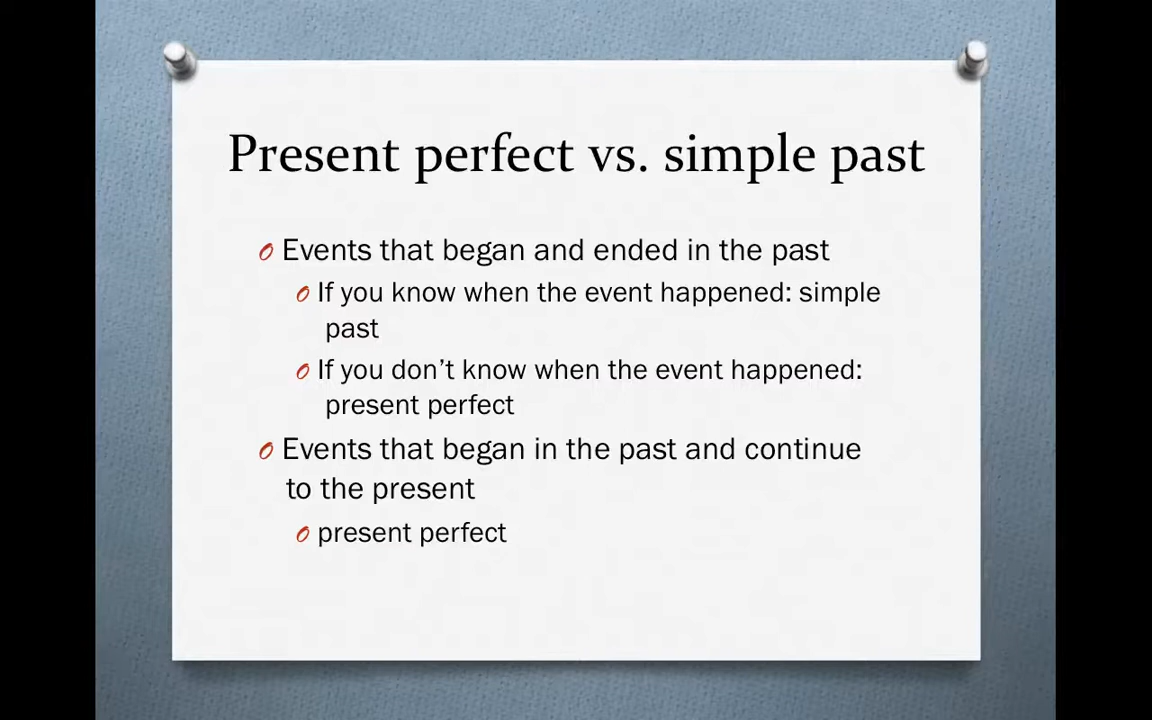 Present perfect vs. simple past
Events that began and ended in the past
If you know when the event happened: simple
past
If you don’t know when the event happened:
present perfect
Events that began in the past and continue
to the present
present perfect